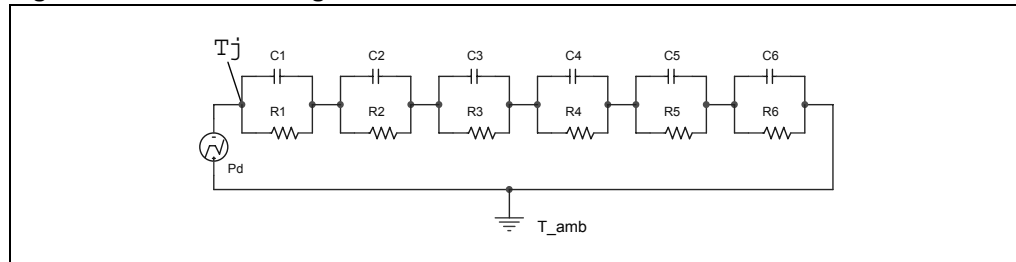 Tj
C1 C2 C3 C4 C5 C6
R1 R2 R3 R4 R5 R6
Pd
T_amb